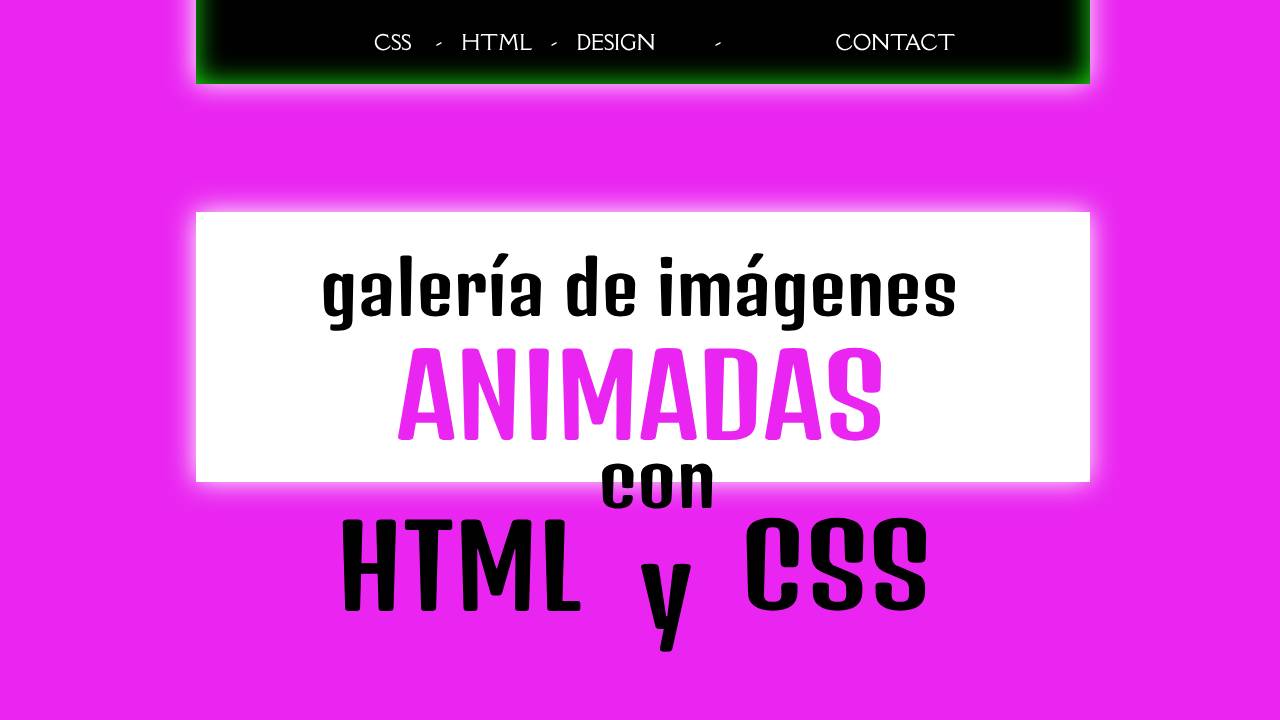 CSS - HTML - DESIGN - CONTACT
galería de imágenes
ANIMADAS
con
HTML y CSS